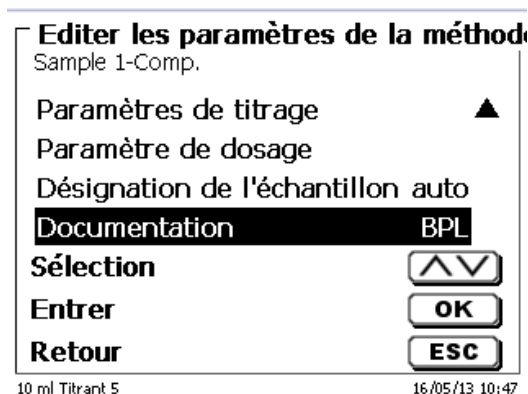 Editer les paramètres de la méthode
Sample 1-Comp.
Paramètres de titrage
Paramètre de dosage
Désignation de l'échantillon auto
Documentation BPL
Sélection
Entrer OK
Retour ESC
10 ml Titrant 5 16/05/13 10:47